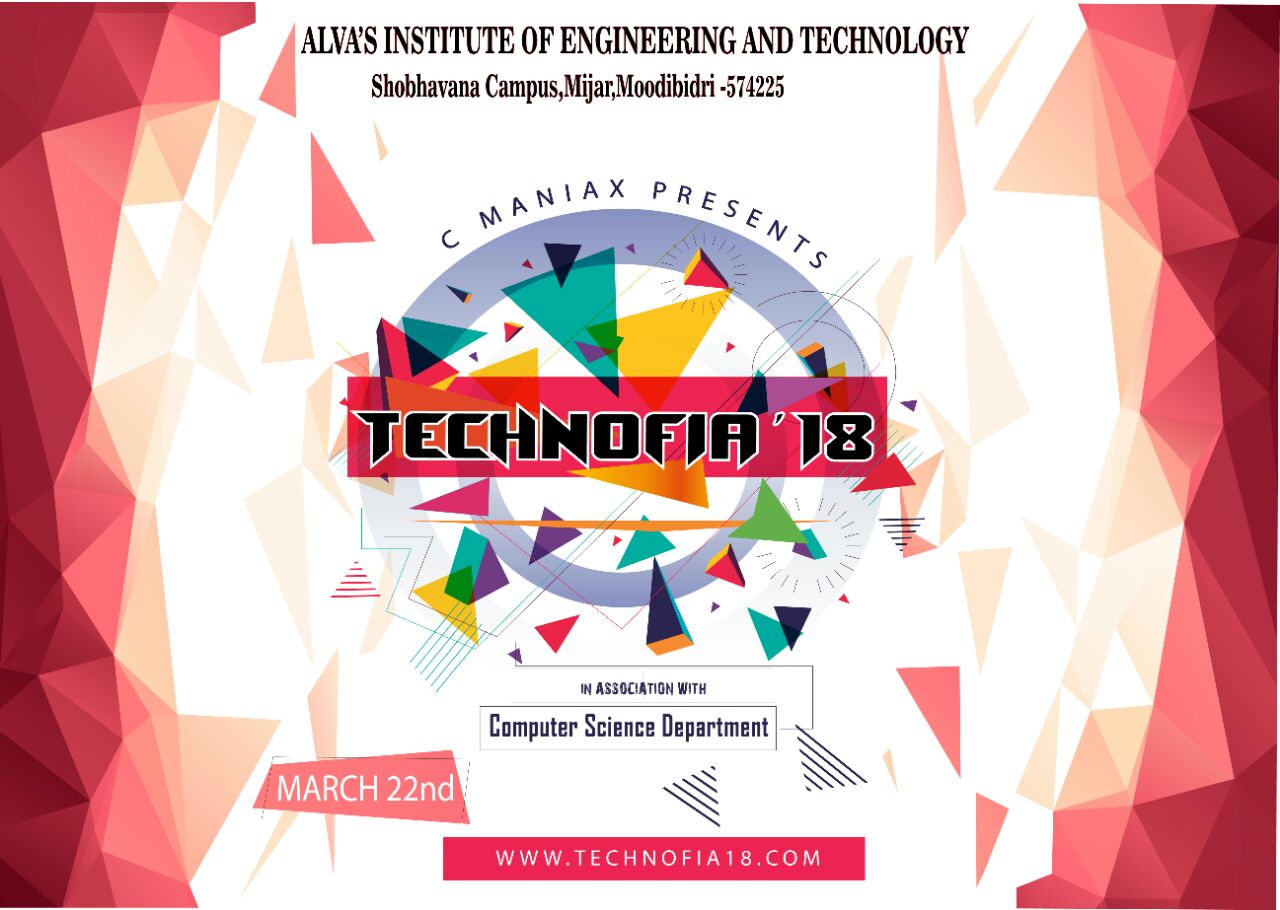 ALVA'S INSTITUTE OF ENGINEERING AND TECHNOLOGY
Shobhavana Campus,Mijar,Moodibidri -574225
C MANIAX PRESENTS
TECHNOFIA '18
IN ASSOCIATION WITH
Computer Science Department
MARCH 22nd
WWW.TECHNOFIA18.COM